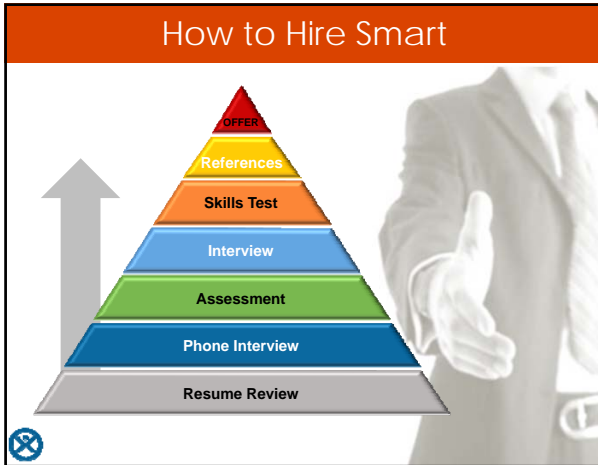 How to Hire Smart
OFFER
References
Skills Test
Interview
Assessment
Phone Interview
Resume Review